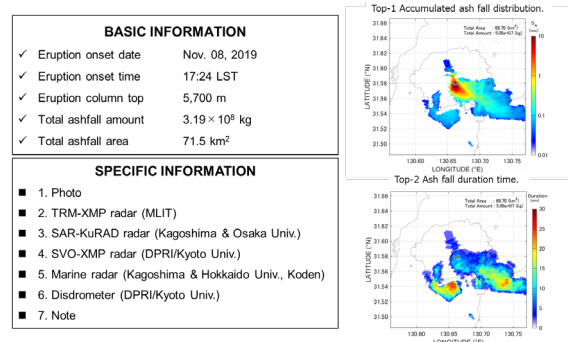 BASIC INFORMATION
✓ Eruption onset date Nov. 08, 2019
✓ Eruption onset time 17:24 LST
✓ Eruption column top 5,700 m
✓ Total ashfall amount 3.19×10⁸ kg
✓ Total ashfall area 71.5 km²
SPECIFIC INFORMATION
■ 1. Photo
■ 2. TRM-XMP radar (MLIT)
■ 3. SAR-KuRAD radar (Kagoshima & Osaka Univ.)
■ 4. SVO-XMP radar (DPRI/Kyoto Univ.)
■ 5. Marine radar (Kagoshima & Hokkaido Univ., Koden)
■ 6. Disdrometer (DPRI/Kyoto Univ.)
■ 7. Note
Top-1 Accumulated ash fall distribution.
Total Area : 69.70 [km²]
Total Amount : 5.09e+07 [kg]
(mm)
31.66
31.64
31.62
31.60
31.58
31.56
31.54
31.52
31.50
LATITUDE (°N)
10
1
0.1
0.01
130.60
130.65
130.70
130.75
LONGITUDE (°E)
Top-2 Ash fall duration time.
Total Area : 69.70 [km²]
Total Amount : 5.09e+07 [kg]
Duration
(min)
31.66
31.64
31.62
31.60
31.58
31.56
31.54
31.52
31.50
LATITUDE (°N)
30
25
20
15
10
5
0
130.60
130.65
130.70
130.75
LONGITUDE (°E)